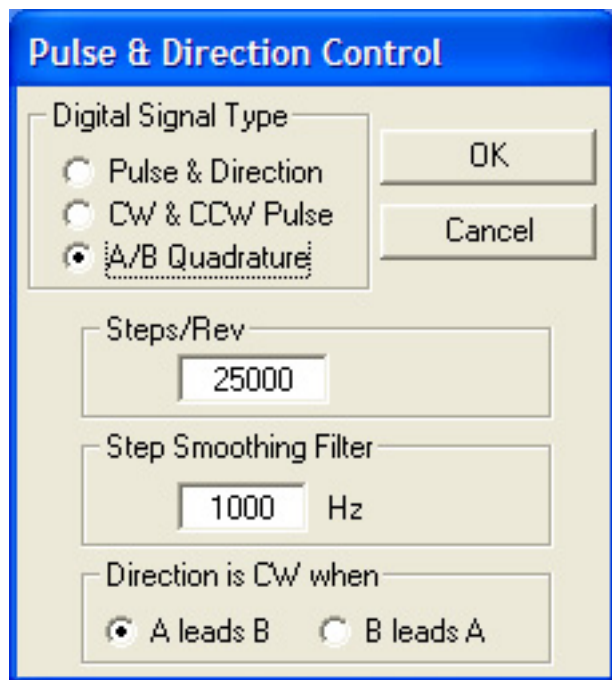 Pulse & Direction Control
Digital Signal Type
Pulse & Direction
CW & CCW Pulse
A/B Quadrature
OK
Cancel
Steps/Rev
25000
Step Smoothing Filter
1000 Hz
Direction is CW when
A leads B B leads A